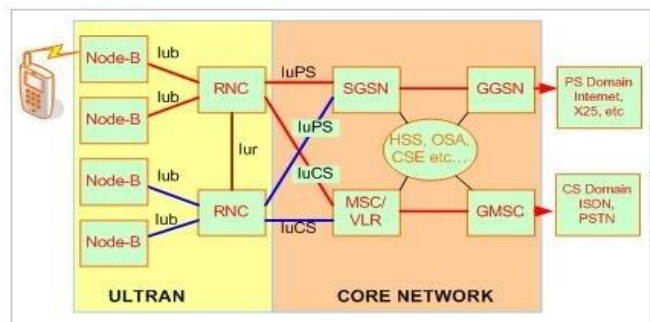 Node-B
Iub
Iub
Node-B
RNC
IuPS
SGSN
GGSN
PS Domain
Internet,
X25, etc
IuPS
Iur
HSS, OSA,
CSE etc...
IuCS
Node-B
Iub
Iub
Node-B
RNC
IuCS
MSC/
VLR
GMSC
CS Domain
ISDN,
PSTN
ULTRAN
CORE NETWORK